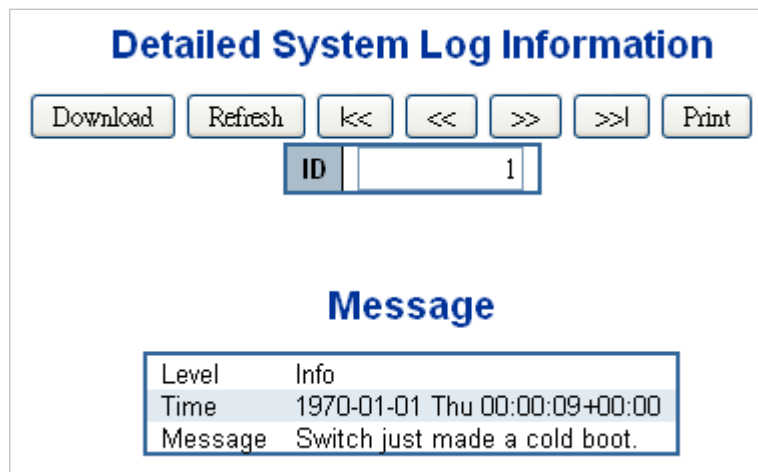 Detailed System Log Information
Download Refresh |<< << >> >>| Print
ID 1
Message
Level Info
Time 1970-01-01 Thu 00:00:09+00:00
Message Switch just made a cold boot.